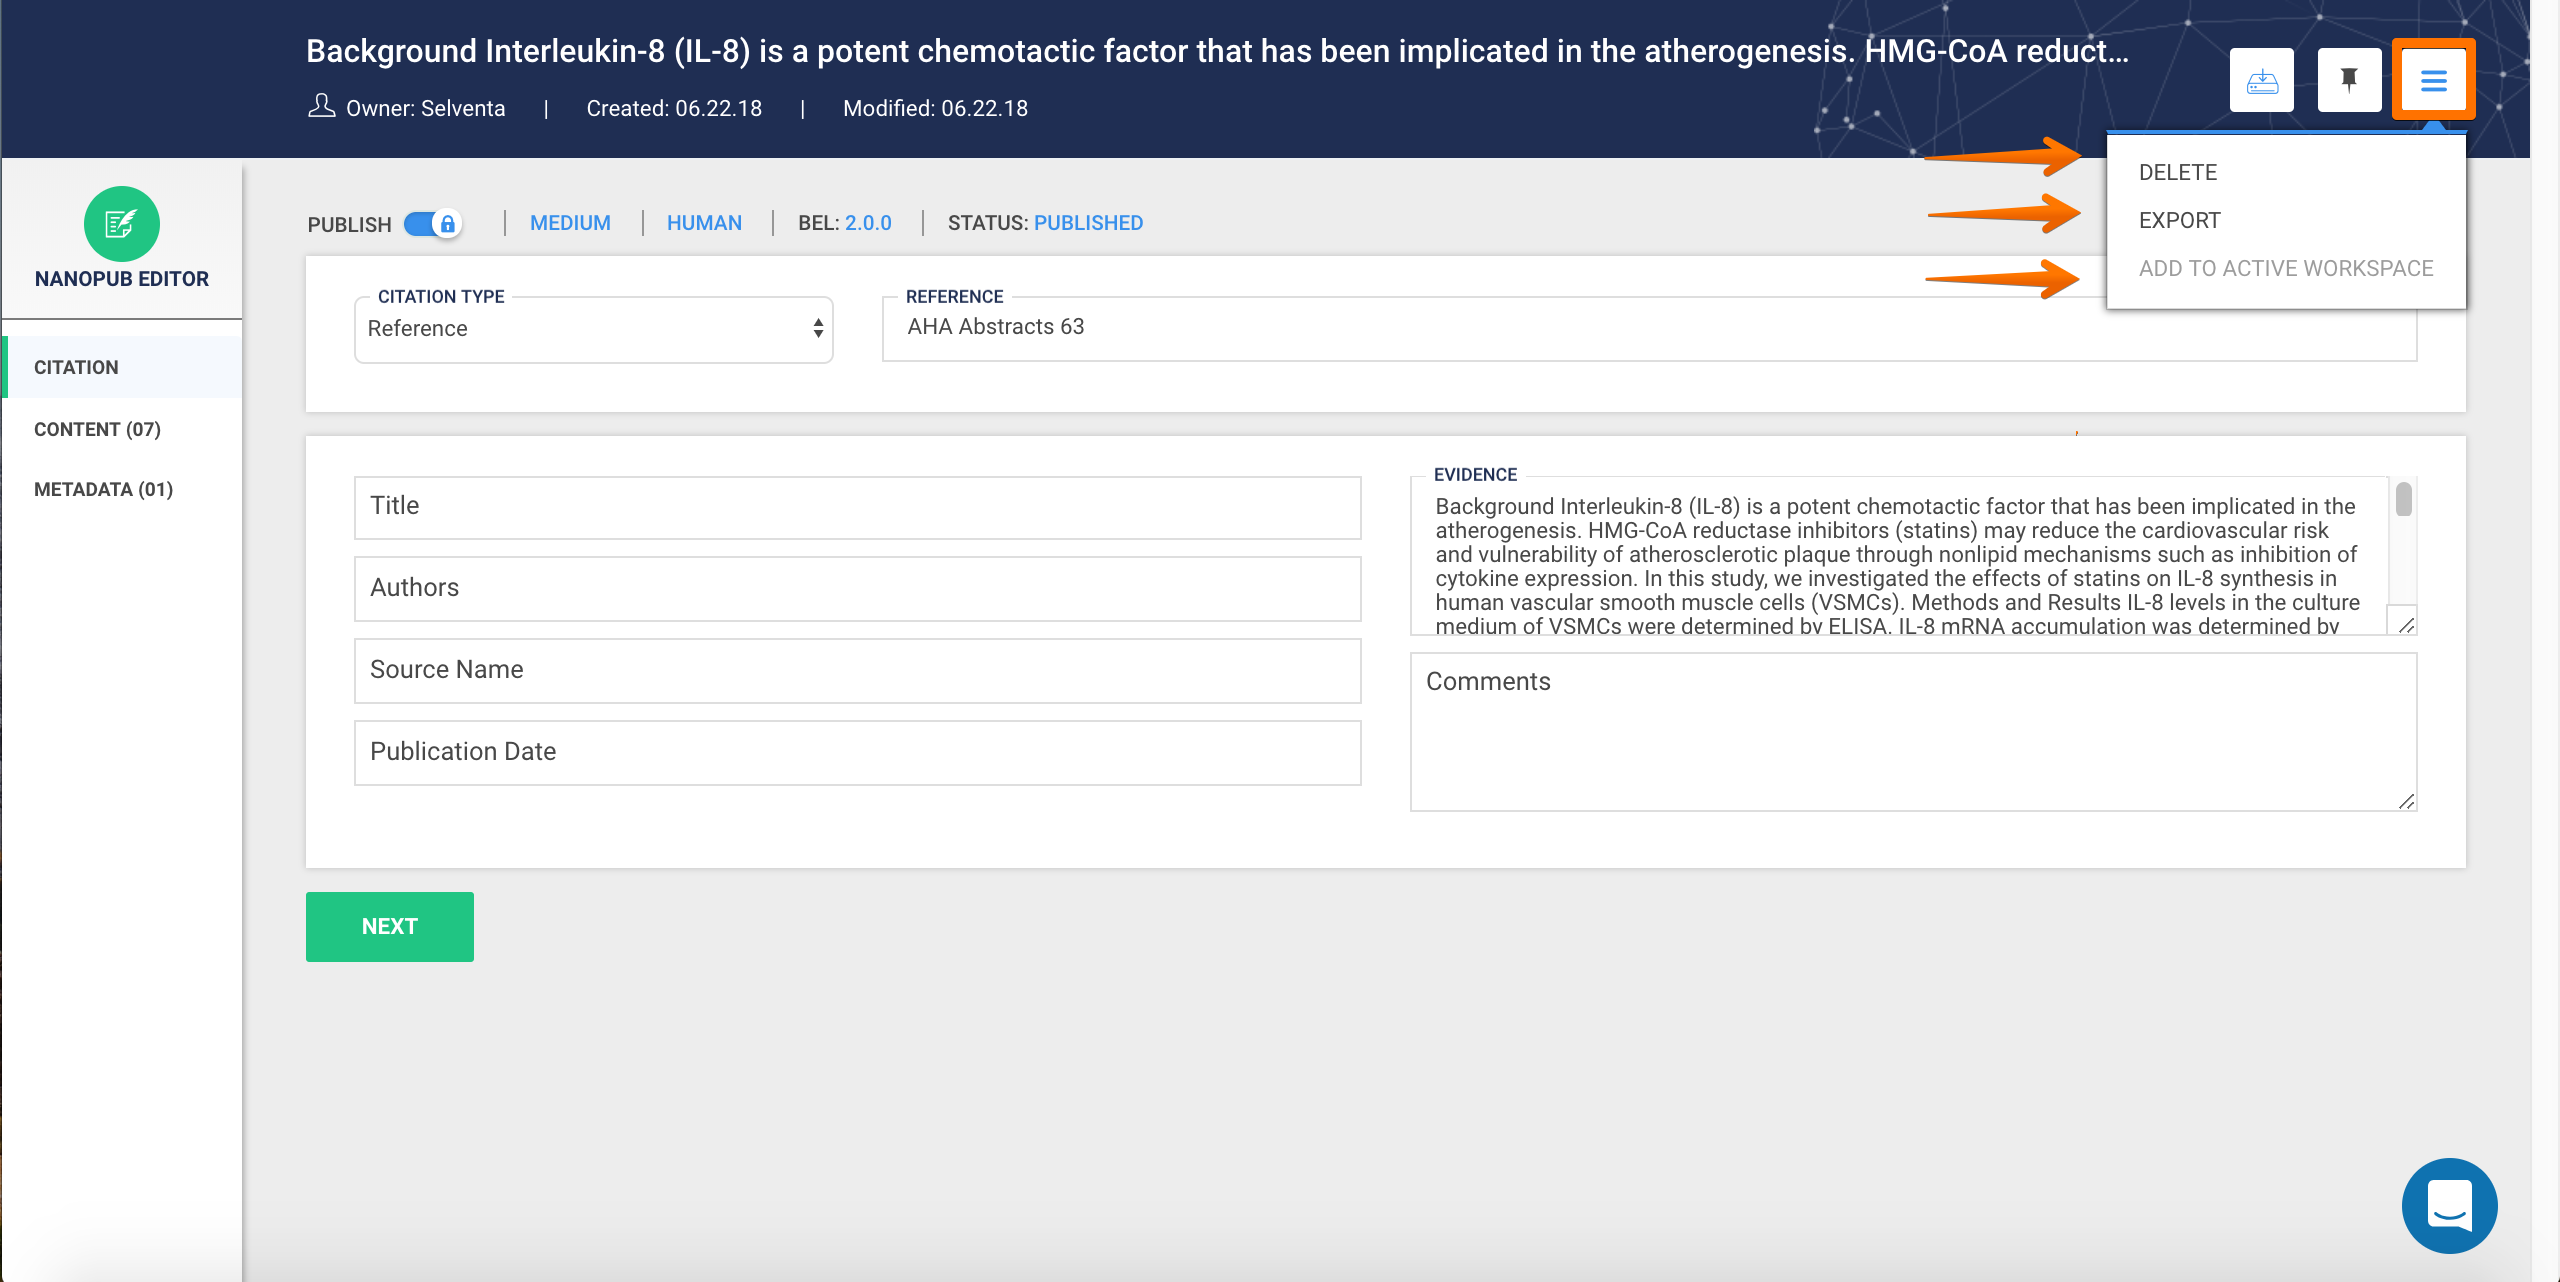 Background Interleukin-8 (IL-8) is a potent chemotactic factor that has been implicated in the atherogenesis. HMG-CoA reduct...
Owner: Selventa | Created: 06.22.18 | Modified: 06.22.18
DELETE
EXPORT
ADD TO ACTIVE WORKSPACE
NANOPUB EDITOR
CITATION
CONTENT (07)
METADATA (01)
PUBLISH | MEDIUM | HUMAN | BEL: 2.0.0 | STATUS: PUBLISHED
CITATION TYPE
Reference
REFERENCE
AHA Abstracts 63
Title
Authors
Source Name
Publication Date
EVIDENCE
Background Interleukin-8 (IL-8) is a potent chemotactic factor that has been implicated in the
atherogenesis. HMG-CoA reductase inhibitors (statins) may reduce the cardiovascular risk
and vulnerability of atherosclerotic plaque through nonlipid mechanisms such as inhibition of
cytokine expression. In this study, we investigated the effects of statins on IL-8 synthesis in
human vascular smooth muscle cells (VSMCs). Methods and Results IL-8 levels in the culture
medium of VSMCs were determined by ELISA. IL-8 mRNA accumulation was determined by
Comments
NEXT